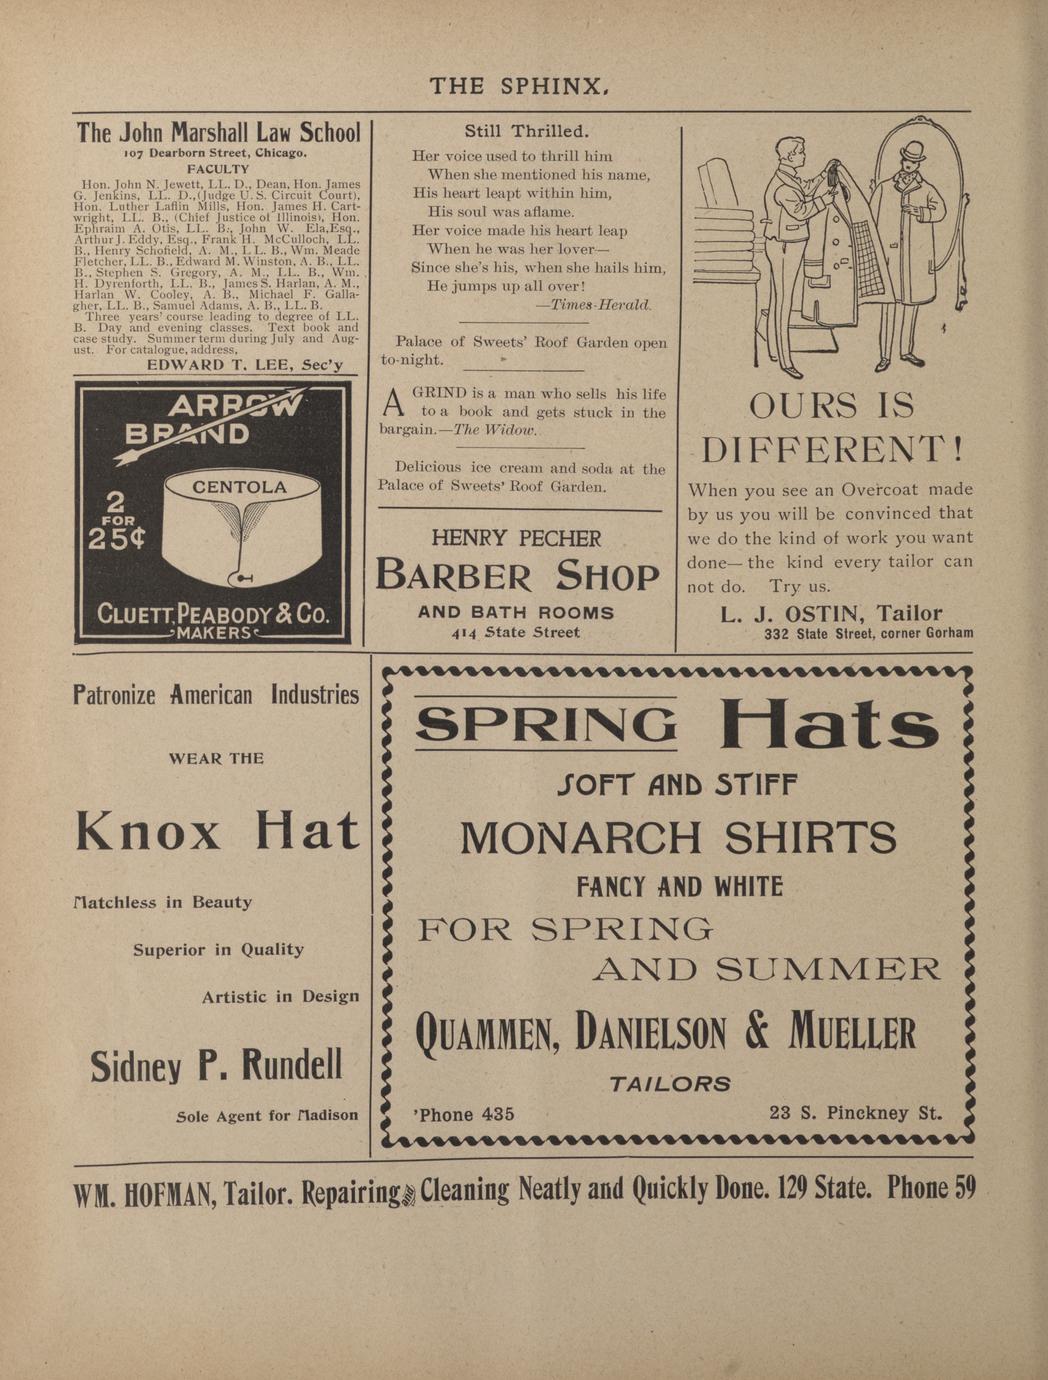 THE SPHINX.
The John Marshall Law School
107 Dearborn Street, Chicago.
FACULTY
Hon. John N. Jewett, LL. D., Dean, Hon. James
G. Jenkins, LL. D.,(Judge U. S. Circuit Court),
Hon. Luther Laflin Mills, Hon. James H. Cart-
wright, LL. B., (Chief Justice of Illinois), Hon.
Ephraim A. Otis, LL. B., John W. Ela,Esq.,
Arthur J. Eddy, Esq., Frank H. McCulloch, LL.
B., Henry Schofield, A. M., LL. B., Wm. Meade
Fletcher, LL. B., Edward M. Winston, A. B., LL.
B., Stephen S. Gregory, A. M., LL. B., Wm.
H. Dyrenforth, LL. B., James S. Harlan, A. M.,
Harlan W. Cooley, A. B., Michael F. Galla-
gher, LL. B., Samuel Adams, A. B., LL. B.
Three years' course leading to degree of LL.
B. Day and evening classes. Text book and
case study. Summer term during July and Aug-
ust. For catalogue, address,
EDWARD T. LEE, Sec'y
ARROW
BRAND
CENTOLA
2
FOR
25¢
CLUETT, PEABODY & CO.
MAKERS
Still Thrilled.
Her voice used to thrill him
When she mentioned his name,
His heart leapt within him,
His soul was aflame.
Her voice made his heart leap
When he was her lover—
Since she's his, when she hails him,
He jumps up all over!
—Times-Herald.
Palace of Sweets' Roof Garden open
to-night.
A GRIND is a man who sells his life
to a book and gets stuck in the
bargain.—The Widow.
Delicious ice cream and soda at the
Palace of Sweets' Roof Garden.
HENRY PECHER
BARBER SHOP
AND BATH ROOMS
414 State Street
OURS IS
DIFFERENT!
When you see an Overcoat made
by us you will be convinced that
we do the kind of work you want
done— the kind every tailor can
not do. Try us.
L. J. OSTIN, Tailor
332 State Street, corner Gorham
Patronize American Industries
WEAR THE
Knox Hat
Matchless in Beauty
Superior in Quality
Artistic in Design
Sidney P. Rundell
Sole Agent for Madison
SPRING Hats
SOFT AND STIFF
MONARCH SHIRTS
FANCY AND WHITE
FOR SPRING
AND SUMMER
QUAMMEN, DANIELSON & MUELLER
TAILORS
'Phone 435 23 S. Pinckney St.
WM. HOFMAN, Tailor. Repairing & Cleaning Neatly and Quickly Done. 129 State. Phone 59